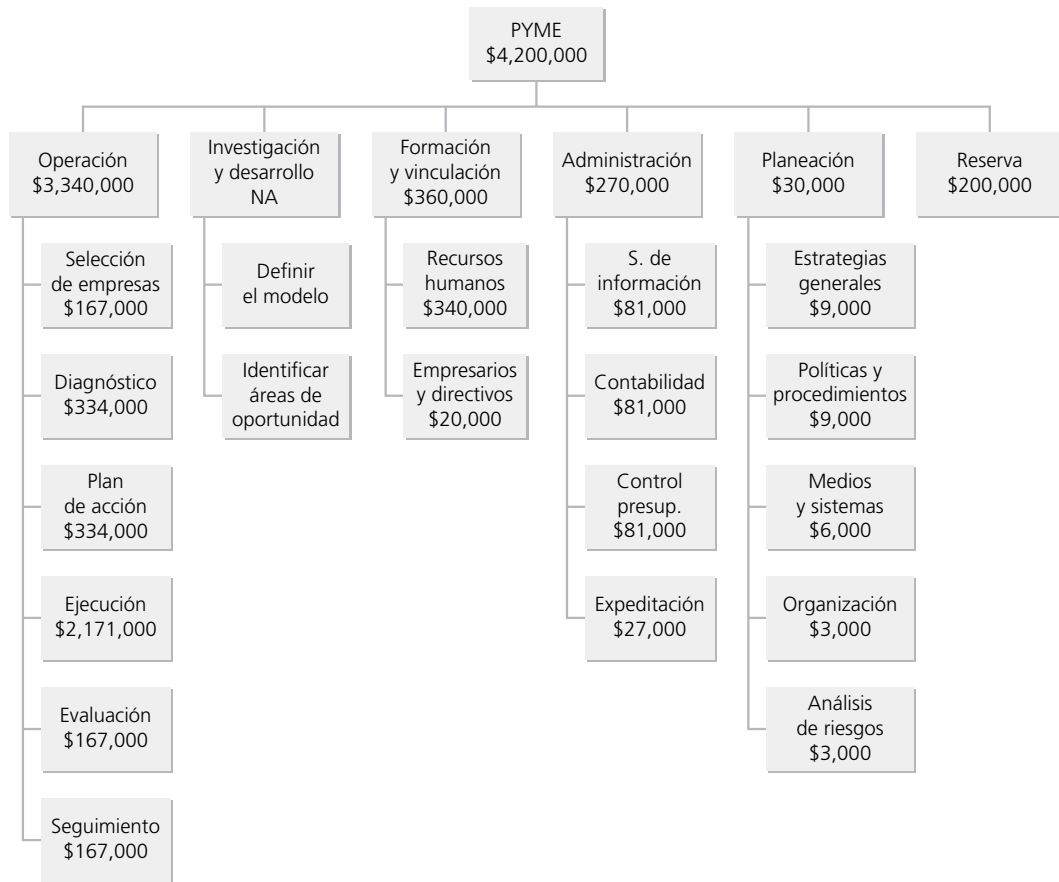 PYME
$4,200,000
Operación
$3,340,000
Investigación
y desarrollo
NA
Formación
y vinculación
$360,000
Administración
$270,000
Planeación
$30,000
Reserva
$200,000
Selección
de empresas
$167,000
Diagnóstico
$334,000
Plan
de acción
$334,000
Ejecución
$2,171,000
Evaluación
$167,000
Seguimiento
$167,000
Definir
el modelo
Identificar
áreas de
oportunidad
Recursos
humanos
$340,000
Empresarios
y directivos
$20,000
S. de
información
$81,000
Contabilidad
$81,000
Control
presup.
$81,000
Expeditación
$27,000
Estrategias
generales
$9,000
Políticas y
procedimientos
$9,000
Medios
y sistemas
$6,000
Organización
$3,000
Análisis
de riesgos
$3,000